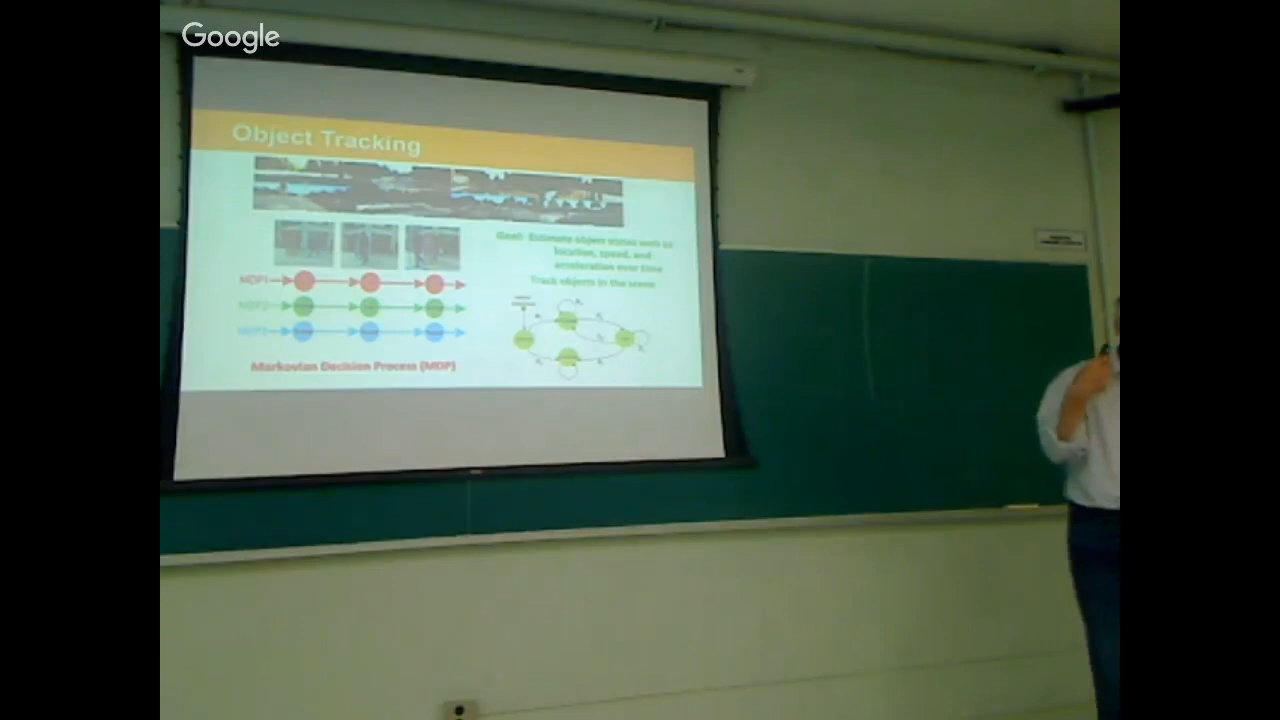 Google
Object Tracking
Goal: Estimate object states such as
location, speed, and
acceleration over time
Track objects in the scene
MDP1
MDP2
MDP3
Markovian Decision Process (MDP)